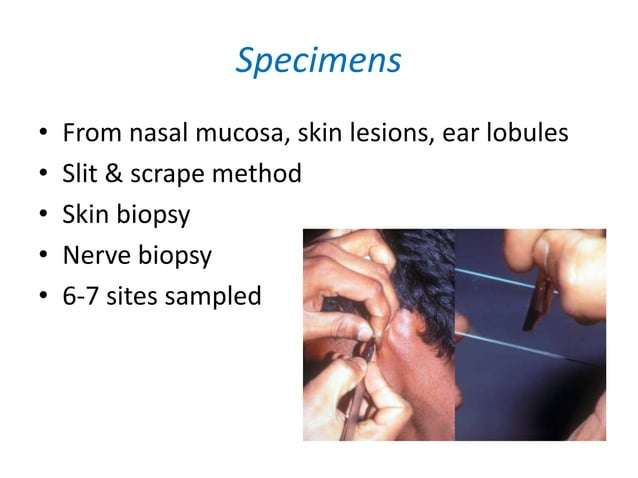 Specimens
• From nasal mucosa, skin lesions, ear lobules
• Slit & scrape method
• Skin biopsy
• Nerve biopsy
• 6-7 sites sampled